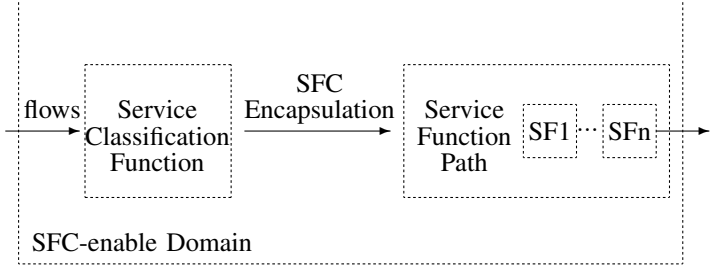 flows
Service
Classification
Function
SFC
Encapsulation
Service
Function
Path
SF1 ··· SFn
SFC-enable Domain